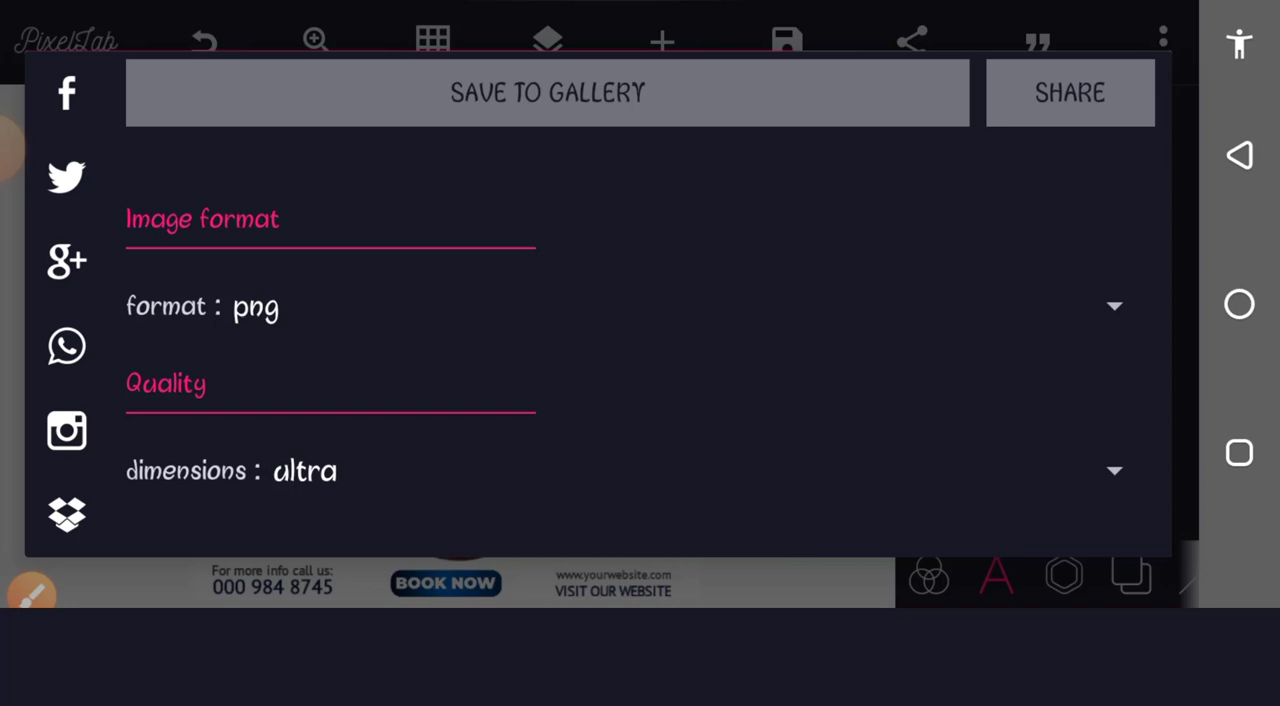 PixelLab
SAVE TO GALLERY
SHARE
Image format
format : png
Quality
dimensions : ultra
For more info call us:
000 984 8745
BOOK NOW
www.yourwebsite.com
VISIT OUR WEBSITE